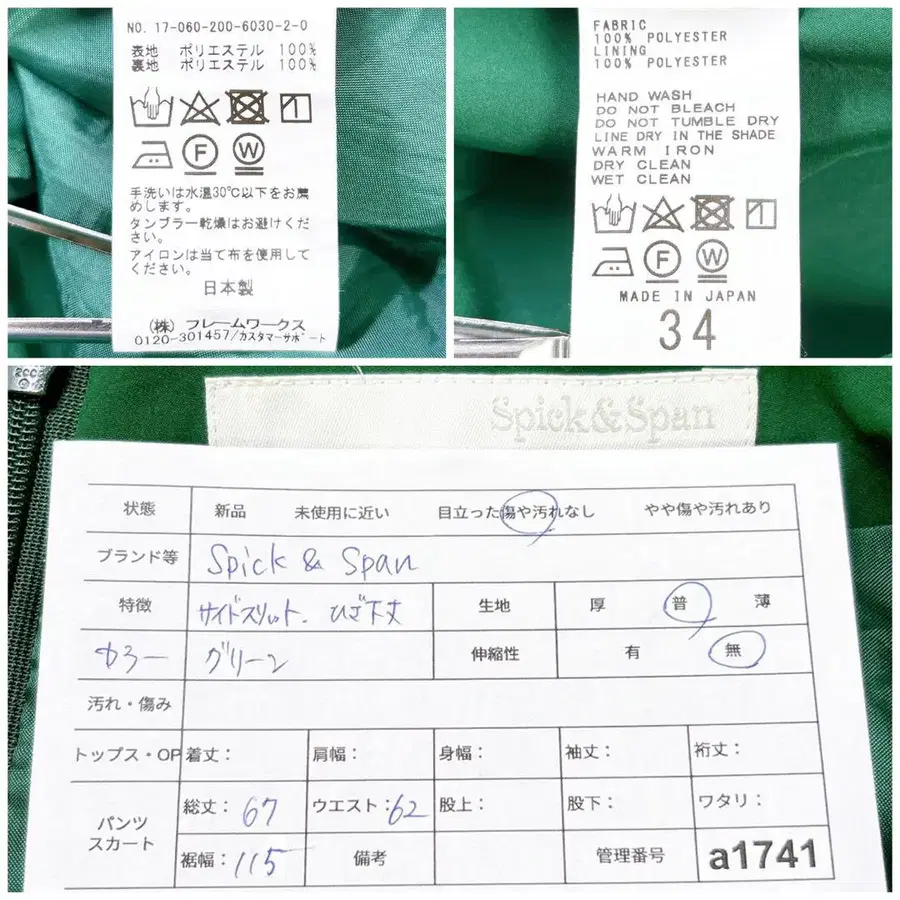 NO. 17-060-200-6030-2-0
表地 ポリエステル 100%
裏地 ポリエステル 100%
F W
手洗いは水温30℃以下をお薦
めします。
タンブラー乾燥はお避けくだ
さい。
アイロンは当て布を使用して
ください。
日本製
(株) フレームワークス
0120-301457/カスタマーサポート
FABRIC
100% POLYESTER
LINING
100% POLYESTER
HAND WASH
DO NOT BLEACH
DO NOT TUMBLE DRY
LINE DRY IN THE SHADE
WARM IRON
DRY CLEAN
WET CLEAN
F W
MADE IN JAPAN
34
Spick&Span
状態 新品 未使用に近い 目立った傷や汚れなし やや傷や汚れあり
ブランド等 Spick & Span
特徴 サイドスリット. ひざ下丈 生地 厚 普 薄
カラー グリーン 伸縮性 有 無
汚れ・傷み
トップス・OP 着丈: 肩幅: 身幅: 袖丈: 裄丈:
パンツ
スカート
総丈: 67 ウエスト: 62 股上: 股下: ワタリ:
裾幅: 115 備考 管理番号 a1741